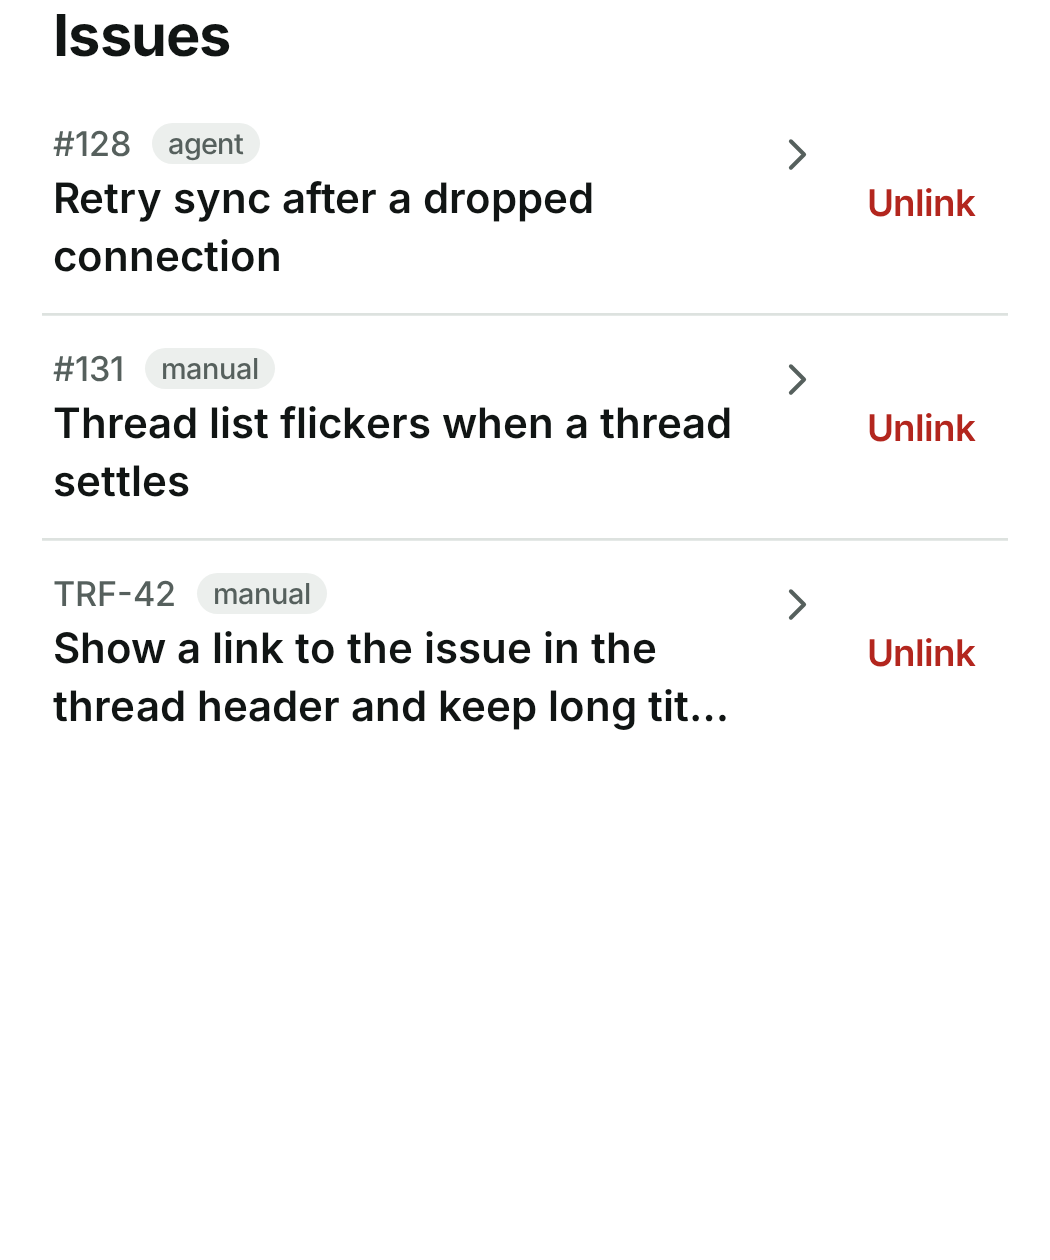 Issues
#128 agent
Retry sync after a dropped
connection
Unlink
#131 manual
Thread list flickers when a thread
settles
Unlink
TRF-42 manual
Show a link to the issue in the
thread header and keep long tit...
Unlink